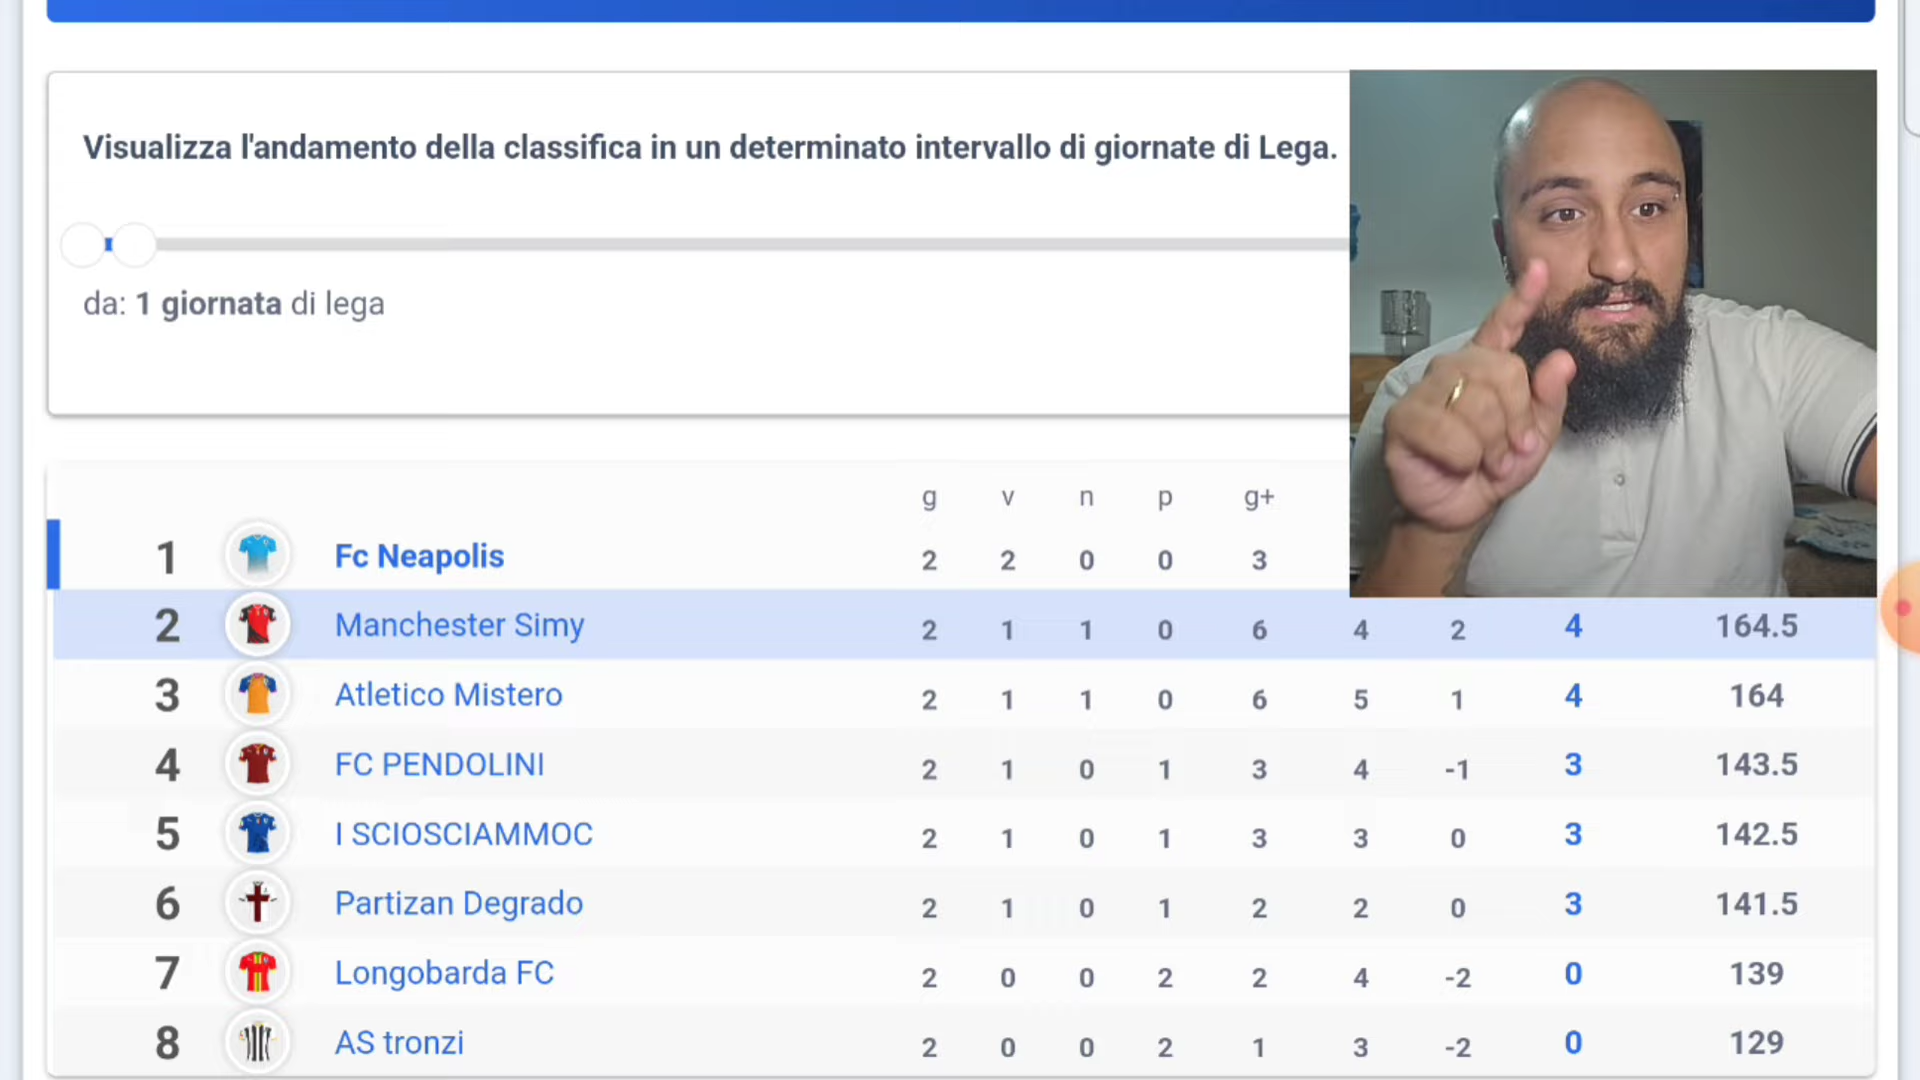 Visualizza l'andamento della classifica in un determinato intervallo di giornate di Lega.
da: 1 giornata di lega
g v n p g+
1 Fc Neapolis 2 2 0 0 3
2 Manchester Simy 2 1 1 0 6 4 2 4 164.5
3 Atletico Mistero 2 1 1 0 6 5 1 4 164
4 FC PENDOLINI 2 1 0 1 3 4 -1 3 143.5
5 I SCIOSCIAMMOC 2 1 0 1 3 3 0 3 142.5
6 Partizan Degrado 2 1 0 1 2 2 0 3 141.5
7 Longobarda FC 2 0 0 2 2 4 -2 0 139
8 AS tronzi 2 0 0 2 1 3 -2 0 129